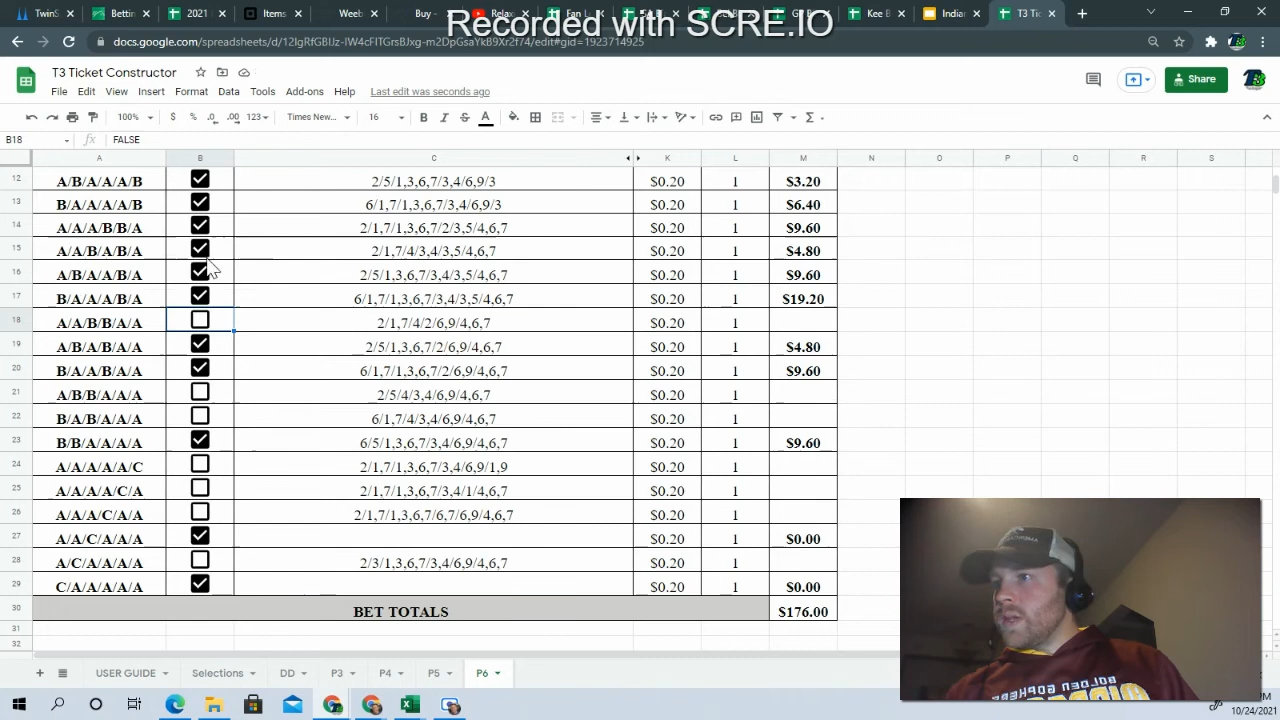 TwinS
Betin
2021
Items
Weeb
Buy -
Relax
Fan L
Kee B
Indian
T3 Tic
Recorded with SCRE.IO
T3 Ticket Constructor
File Edit View Insert Format Data Tools Add-ons Help Last edit was seconds ago
Share
100% $ % .0 .00 123 Times New... 16 B I S A
B18 fx FALSE
A B C K L M N O P Q R S
12 A/B/A/A/A/B 2/5/1,3,6,7/3,4/6,9/3 $0.20 1 $3.20
13 B/A/A/A/A/B 6/1,7/1,3,6,7/3,4/6,9/3 $0.20 1 $6.40
14 A/A/A/B/B/A 2/1,7/1,3,6,7/2/3,5/4,6,7 $0.20 1 $9.60
15 A/A/B/A/B/A 2/1,7/4/3,4/3,5/4,6,7 $0.20 1 $4.80
16 A/B/A/A/B/A 2/5/1,3,6,7/3,4/3,5/4,6,7 $0.20 1 $9.60
17 B/A/A/A/B/A 6/1,7/1,3,6,7/3,4/3,5/4,6,7 $0.20 1 $19.20
18 A/A/B/B/A/A 2/1,7/4/2/6,9/4,6,7 $0.20 1
19 A/B/A/B/A/A 2/5/1,3,6,7/2/6,9/4,6,7 $0.20 1 $4.80
20 B/A/A/B/A/A 6/1,7/1,3,6,7/2/6,9/4,6,7 $0.20 1 $9.60
21 A/B/B/A/A/A 2/5/4/3,4/6,9/4,6,7 $0.20 1
22 B/A/B/A/A/A 6/1,7/4/3,4/6,9/4,6,7 $0.20 1
23 B/B/A/A/A/A 6/5/1,3,6,7/3,4/6,9/4,6,7 $0.20 1 $9.60
24 A/A/A/A/A/C 2/1,7/1,3,6,7/3,4/6,9/1,9 $0.20 1
25 A/A/A/A/C/A 2/1,7/1,3,6,7/3,4/1/4,6,7 $0.20 1
26 A/A/A/C/A/A 2/1,7/1,3,6,7/6,7/6,9/4,6,7 $0.20 1
27 A/A/C/A/A/A $0.20 1 $0.00
28 A/C/A/A/A/A 2/3/1,3,6,7/3,4/6,9/4,6,7 $0.20 1
29 C/A/A/A/A/A $0.20 1 $0.00
30 BET TOTALS $176.00
31
32
USER GUIDE Selections DD P3 P4 P5 P6
10/24/2021